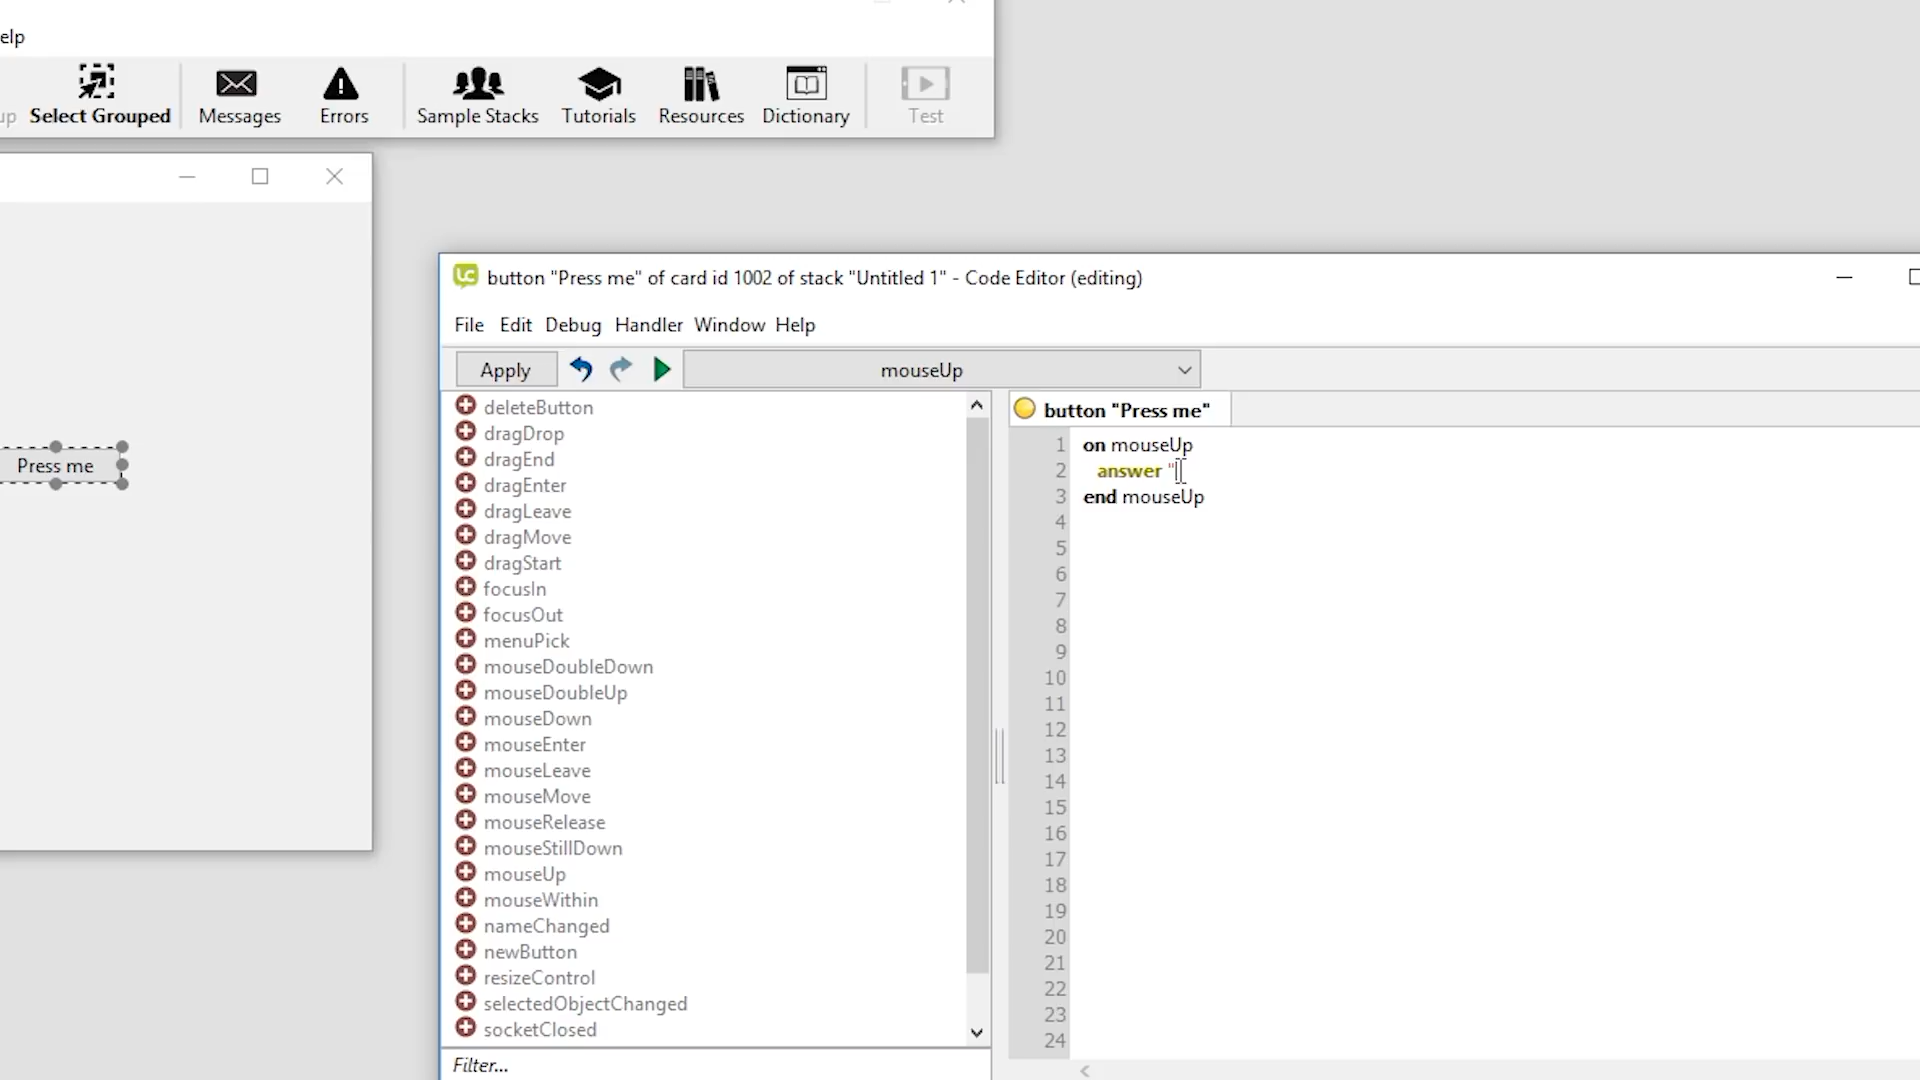 elp
up
Select Grouped
Messages
Errors
Sample Stacks
Tutorials
Resources
Dictionary
Test
Press me
button "Press me" of card id 1002 of stack "Untitled 1" - Code Editor (editing)
File Edit Debug Handler Window Help
Apply
mouseUp
deleteButton
dragDrop
dragEnd
dragEnter
dragLeave
dragMove
dragStart
focusIn
focusOut
menuPick
mouseDoubleDown
mouseDoubleUp
mouseDown
mouseEnter
mouseLeave
mouseMove
mouseRelease
mouseStillDown
mouseUp
mouseWithin
nameChanged
newButton
resizeControl
selectedObjectChanged
socketClosed
Filter...
button "Press me"
1 on mouseUp
2 answer "
3 end mouseUp
4
5
6
7
8
9
10
11
12
13
14
15
16
17
18
19
20
21
22
23
24